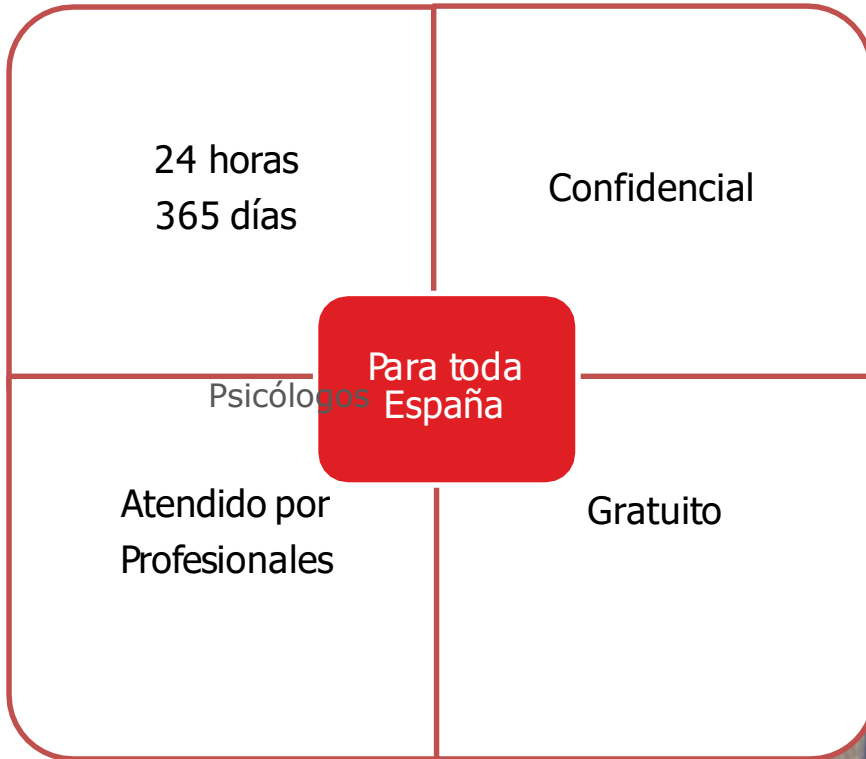 24 horas
365 días
Confidencial
Para toda
España
Psicólogos
Atendido por
Profesionales
Gratuito